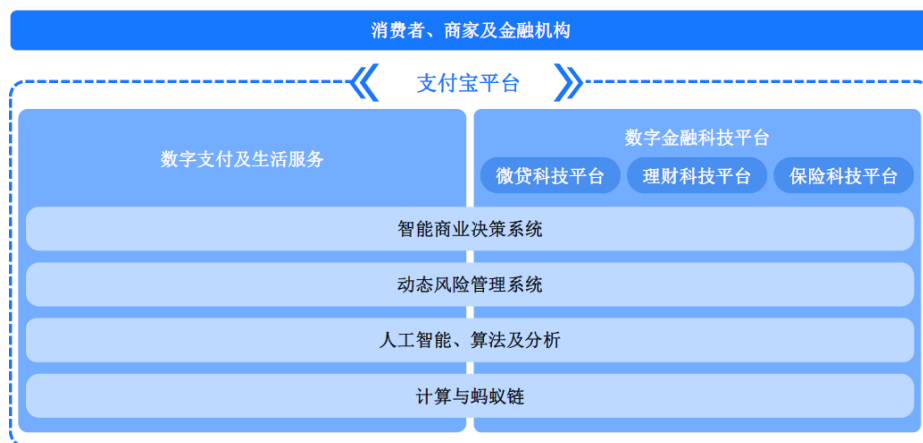 消费者、商家及金融机构
支付宝平台
数字支付及生活服务
数字金融科技平台
微贷科技平台
理财科技平台
保险科技平台
智能商业决策系统
动态风险管理系统
人工智能、算法及分析
计算与蚂蚁链